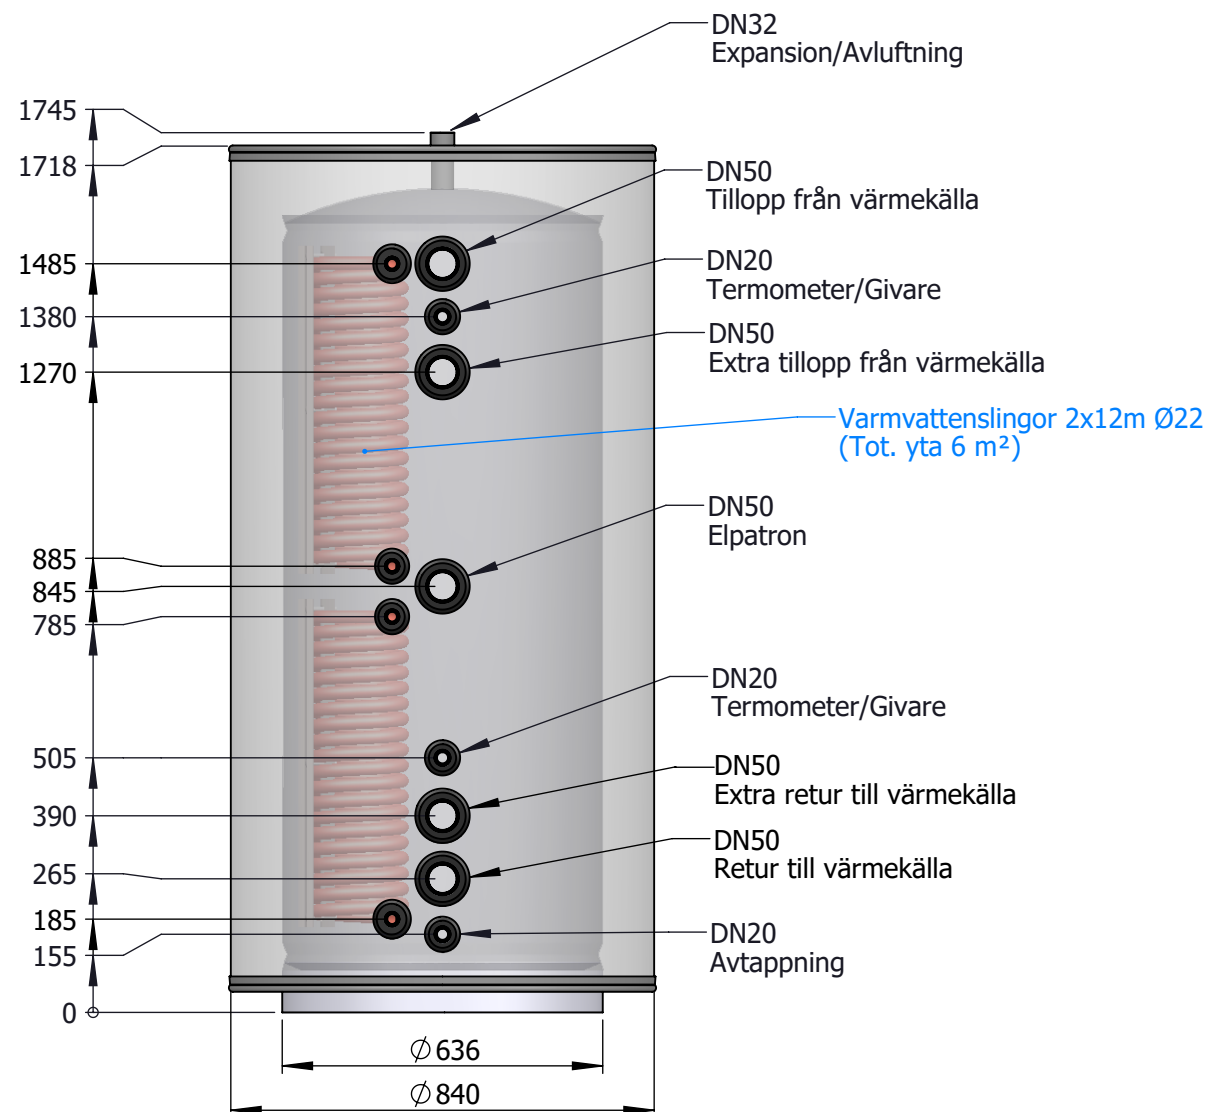 DN32
Expansion/Avluftning
1745
1718
DN50
Tillopp från värmekälla
1485
DN20
Termometer/Givare
1380
DN50
Extra tillopp från värmekälla
1270
Varmvattenslingor 2x12m Ø22
(Tot. yta 6 m²)
DN50
Elpatron
885
845
785
DN20
Termometer/Givare
505
DN50
Extra retur till värmekälla
390
DN50
Retur till värmekälla
265
185
DN20
Avtappning
155
0
∅636
∅840